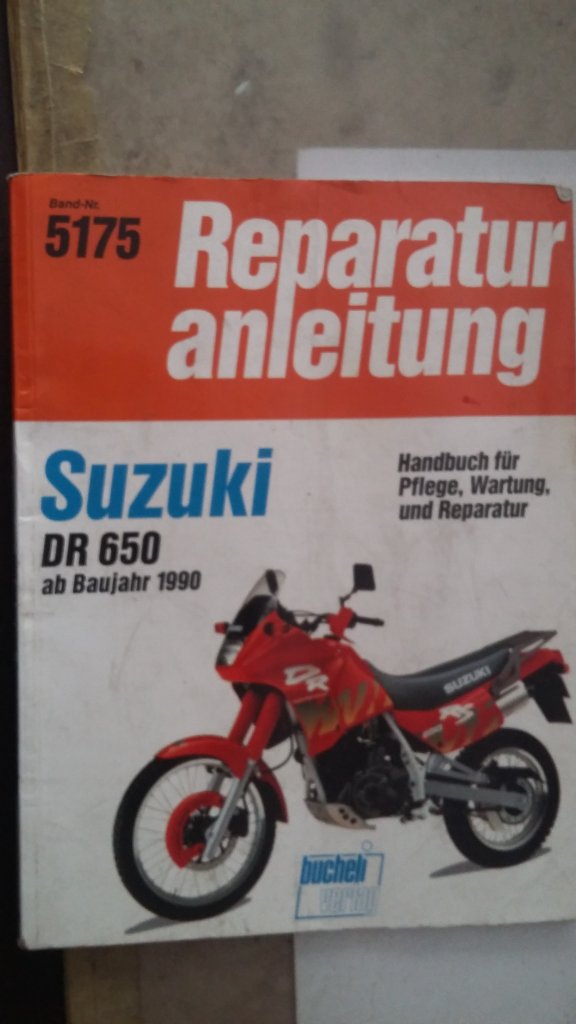 Band-Nr.
5175
Reparatur
anleitung
Suzuki
DR 650
ab Baujahr 1990
Handbuch für
Pflege, Wartung,
und Reparatur
DR
SUZUKI
RS
bucheli
verlag